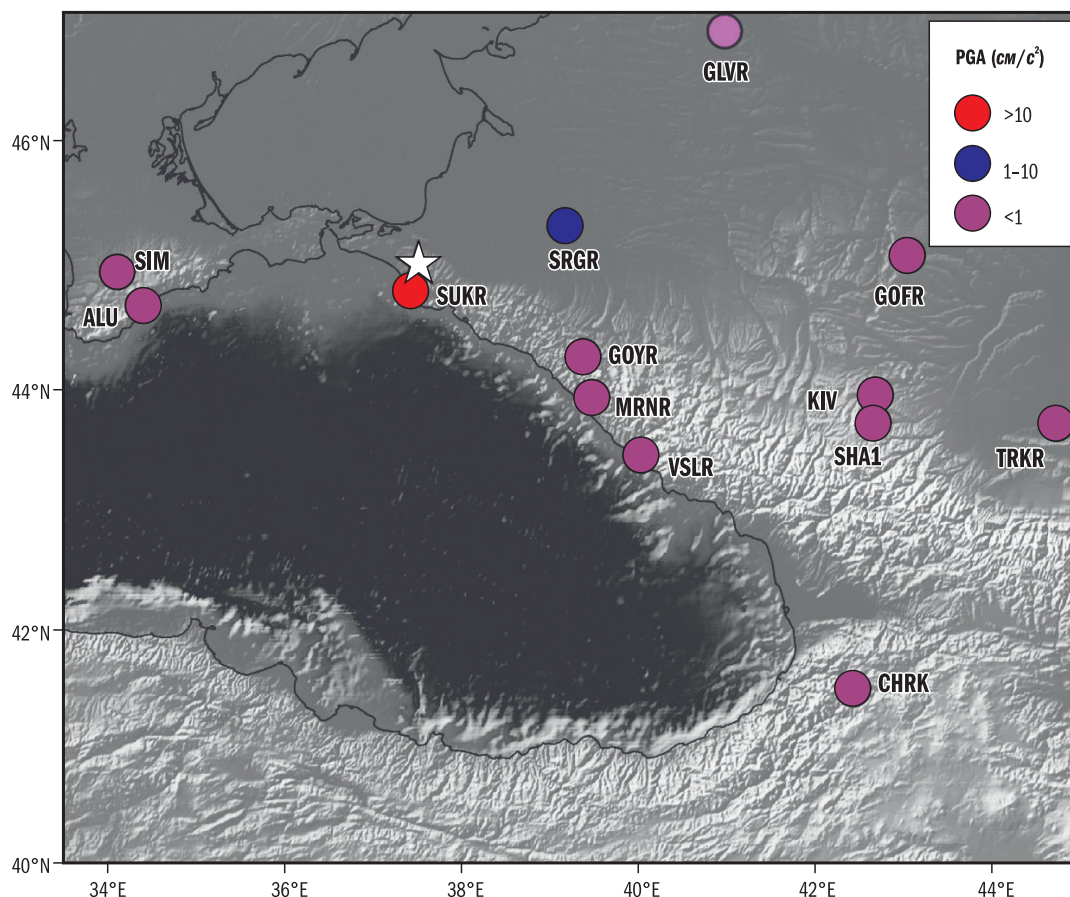 GLVR
PGA (см/с²)
>10
1–10
<1
46°N
SRGR
SIM
SUKR
GOFR
ALU
GOYR
44°N
KIV
MRNR
SHA1
TRKR
VSLR
42°N
CHRK
40°N
34°E
36°E
38°E
40°E
42°E
44°E